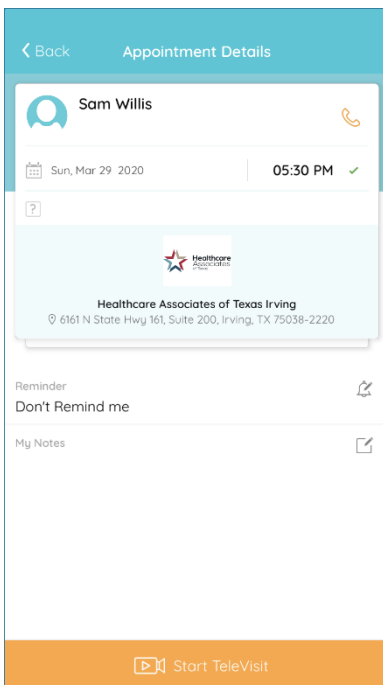 Back
Appointment Details
Sam Willis
Sun, Mar 29 2020
05:30 PM
?
Healthcare
Associates
of Texas
Healthcare Associates of Texas Irving
6161 N State Hwy 161, Suite 200, Irving, TX 75038-2220
Reminder
Don't Remind me
My Notes
Start TeleVisit